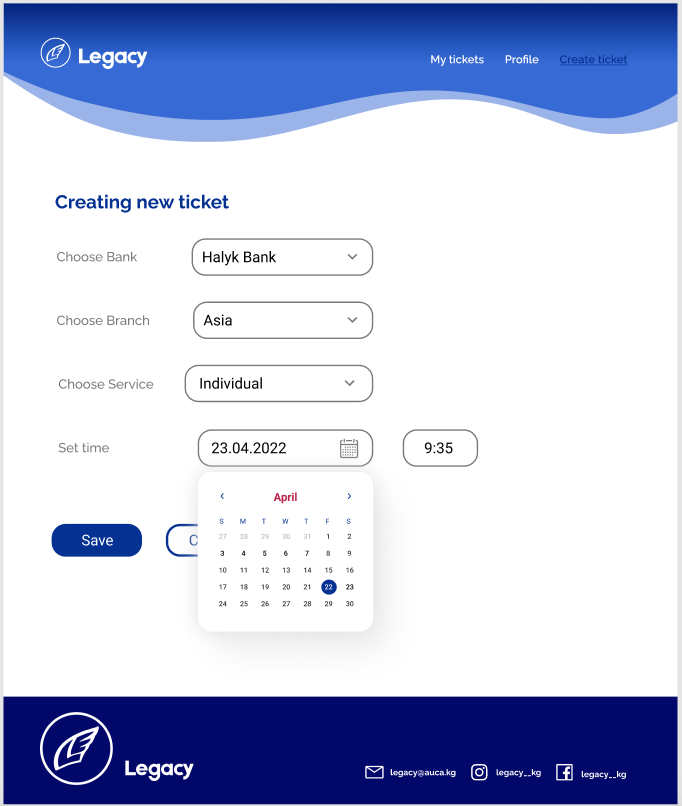 Legacy
My tickets Profile Create ticket
Creating new ticket
Choose Bank Halyk Bank
Choose Branch Asia
Choose Service Individual
Set time 23.04.2022 9:35
April
S M T W T F S
27 28 29 30 31 1 2
3 4 5 6 7 8 9
10 11 12 13 14 15 16
17 18 19 20 21 22 23
24 25 26 27 28 29 30
Save C
Legacy
legacy@auca.kg legacy__kg legacy__kg